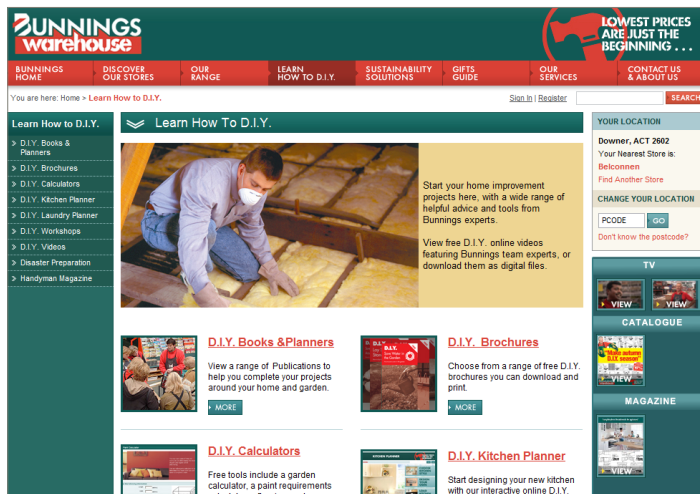 BUNNINGS
warehouse
LOWEST PRICES
ARE JUST THE
BEGINNING . . .
BUNNINGS
HOME
DISCOVER
OUR STORES
OUR
RANGE
LEARN
HOW TO D.I.Y.
SUSTAINABILITY
SOLUTIONS
GIFTS
GUIDE
OUR
SERVICES
CONTACT US
& ABOUT US
You are here: Home > Learn How to D.I.Y.
Sign In | Register
SEARCH
Learn How to D.I.Y.
D.I.Y. Books &
Planners
D.I.Y. Brochures
D.I.Y. Calculators
D.I.Y. Kitchen Planner
D.I.Y. Laundry Planner
D.I.Y. Workshops
D.I.Y. Videos
Disaster Preparation
Handyman Magazine
Learn How To D.I.Y.
Start your home improvement
projects here, with a wide range of
helpful advice and tools from
Bunnings experts.
View free D.I.Y. online videos
featuring Bunnings team experts, or
download them as digital files.
D.I.Y. Books &Planners
View a range of Publications to
help you complete your projects
around your home and garden.
MORE
D.I.Y. Brochures
Choose from a range of free D.I.Y.
brochures you can download and
print.
MORE
D.I.Y.
D.I.Y. Calculators
Free tools include a garden
calculator, a paint requirements
KITCHEN PLANNER
D.I.Y. Kitchen Planner
Start designing your new kitchen
with our interactive online D.I.Y.
YOUR LOCATION
Downer, ACT 2602
Your Nearest Store is:
Belconnen
Find Another Store
CHANGE YOUR LOCATION
PCODE
GO
Don't know the postcode?
TV
VIEW
VIEW
CATALOGUE
"Make autumn
D.I.Y. season"
VIEW
MAGAZINE
VIEW